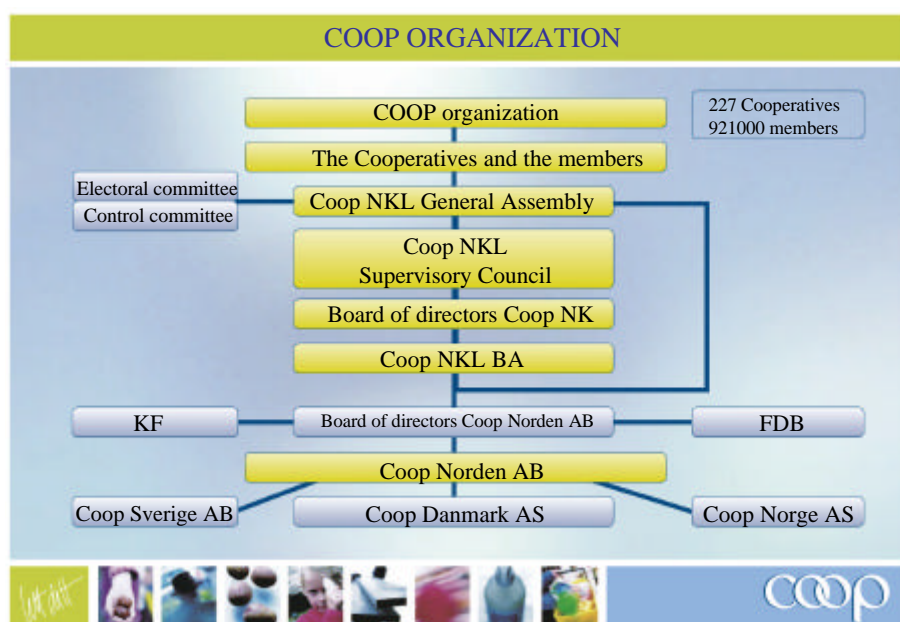 COOP ORGANIZATION
COOP organization
227 Cooperatives
921000 members
The Cooperatives and the members
Electoral committee
Control committee
Coop NKL General Assembly
Coop NKL
Supervisory Council
Board of directors Coop NK
Coop NKL BA
KF
Board of directors Coop Norden AB
FDB
Coop Norden AB
Coop Sverige AB
Coop Danmark AS
Coop Norge AS
coop